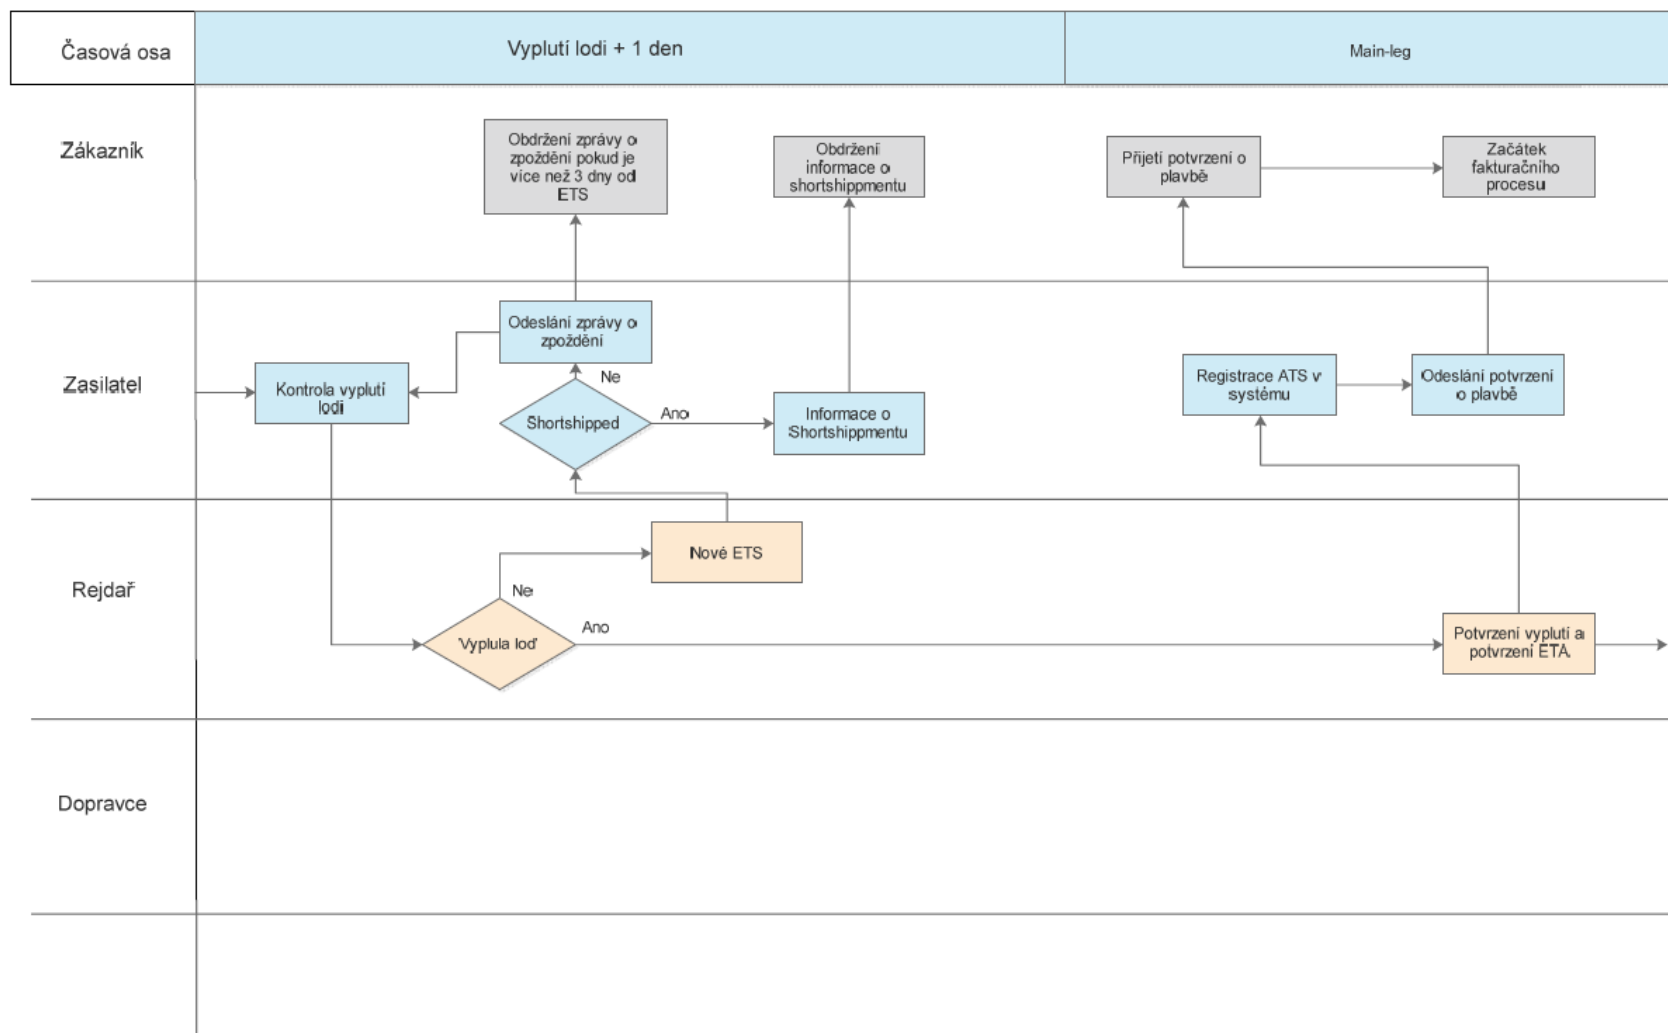 Časová osa
Vyplutí lodi + 1 den
Main-leg
Zákazník
Obdržení zprávy o
zpoždění pokud je
více než 3 dny od
ETS
Obdržení
informace o
shortshippmentu
Přijetí potvrzení o
plavbě
Začátek
fakturačního
procesu
Zasilatel
Kontrola vyplutí
lodi
Odeslání zprávy o
zpoždění
Ne
Shortshipped
Ano
Informace o
Shortshippmentu
Registrace ATS v
systému
Odeslání potvrzení
o plavbě
Rejdař
Nové ETS
Ne
Vyplula loď
Ano
Potvrzení vyplutí a
potvrzení ETA
Dopravce